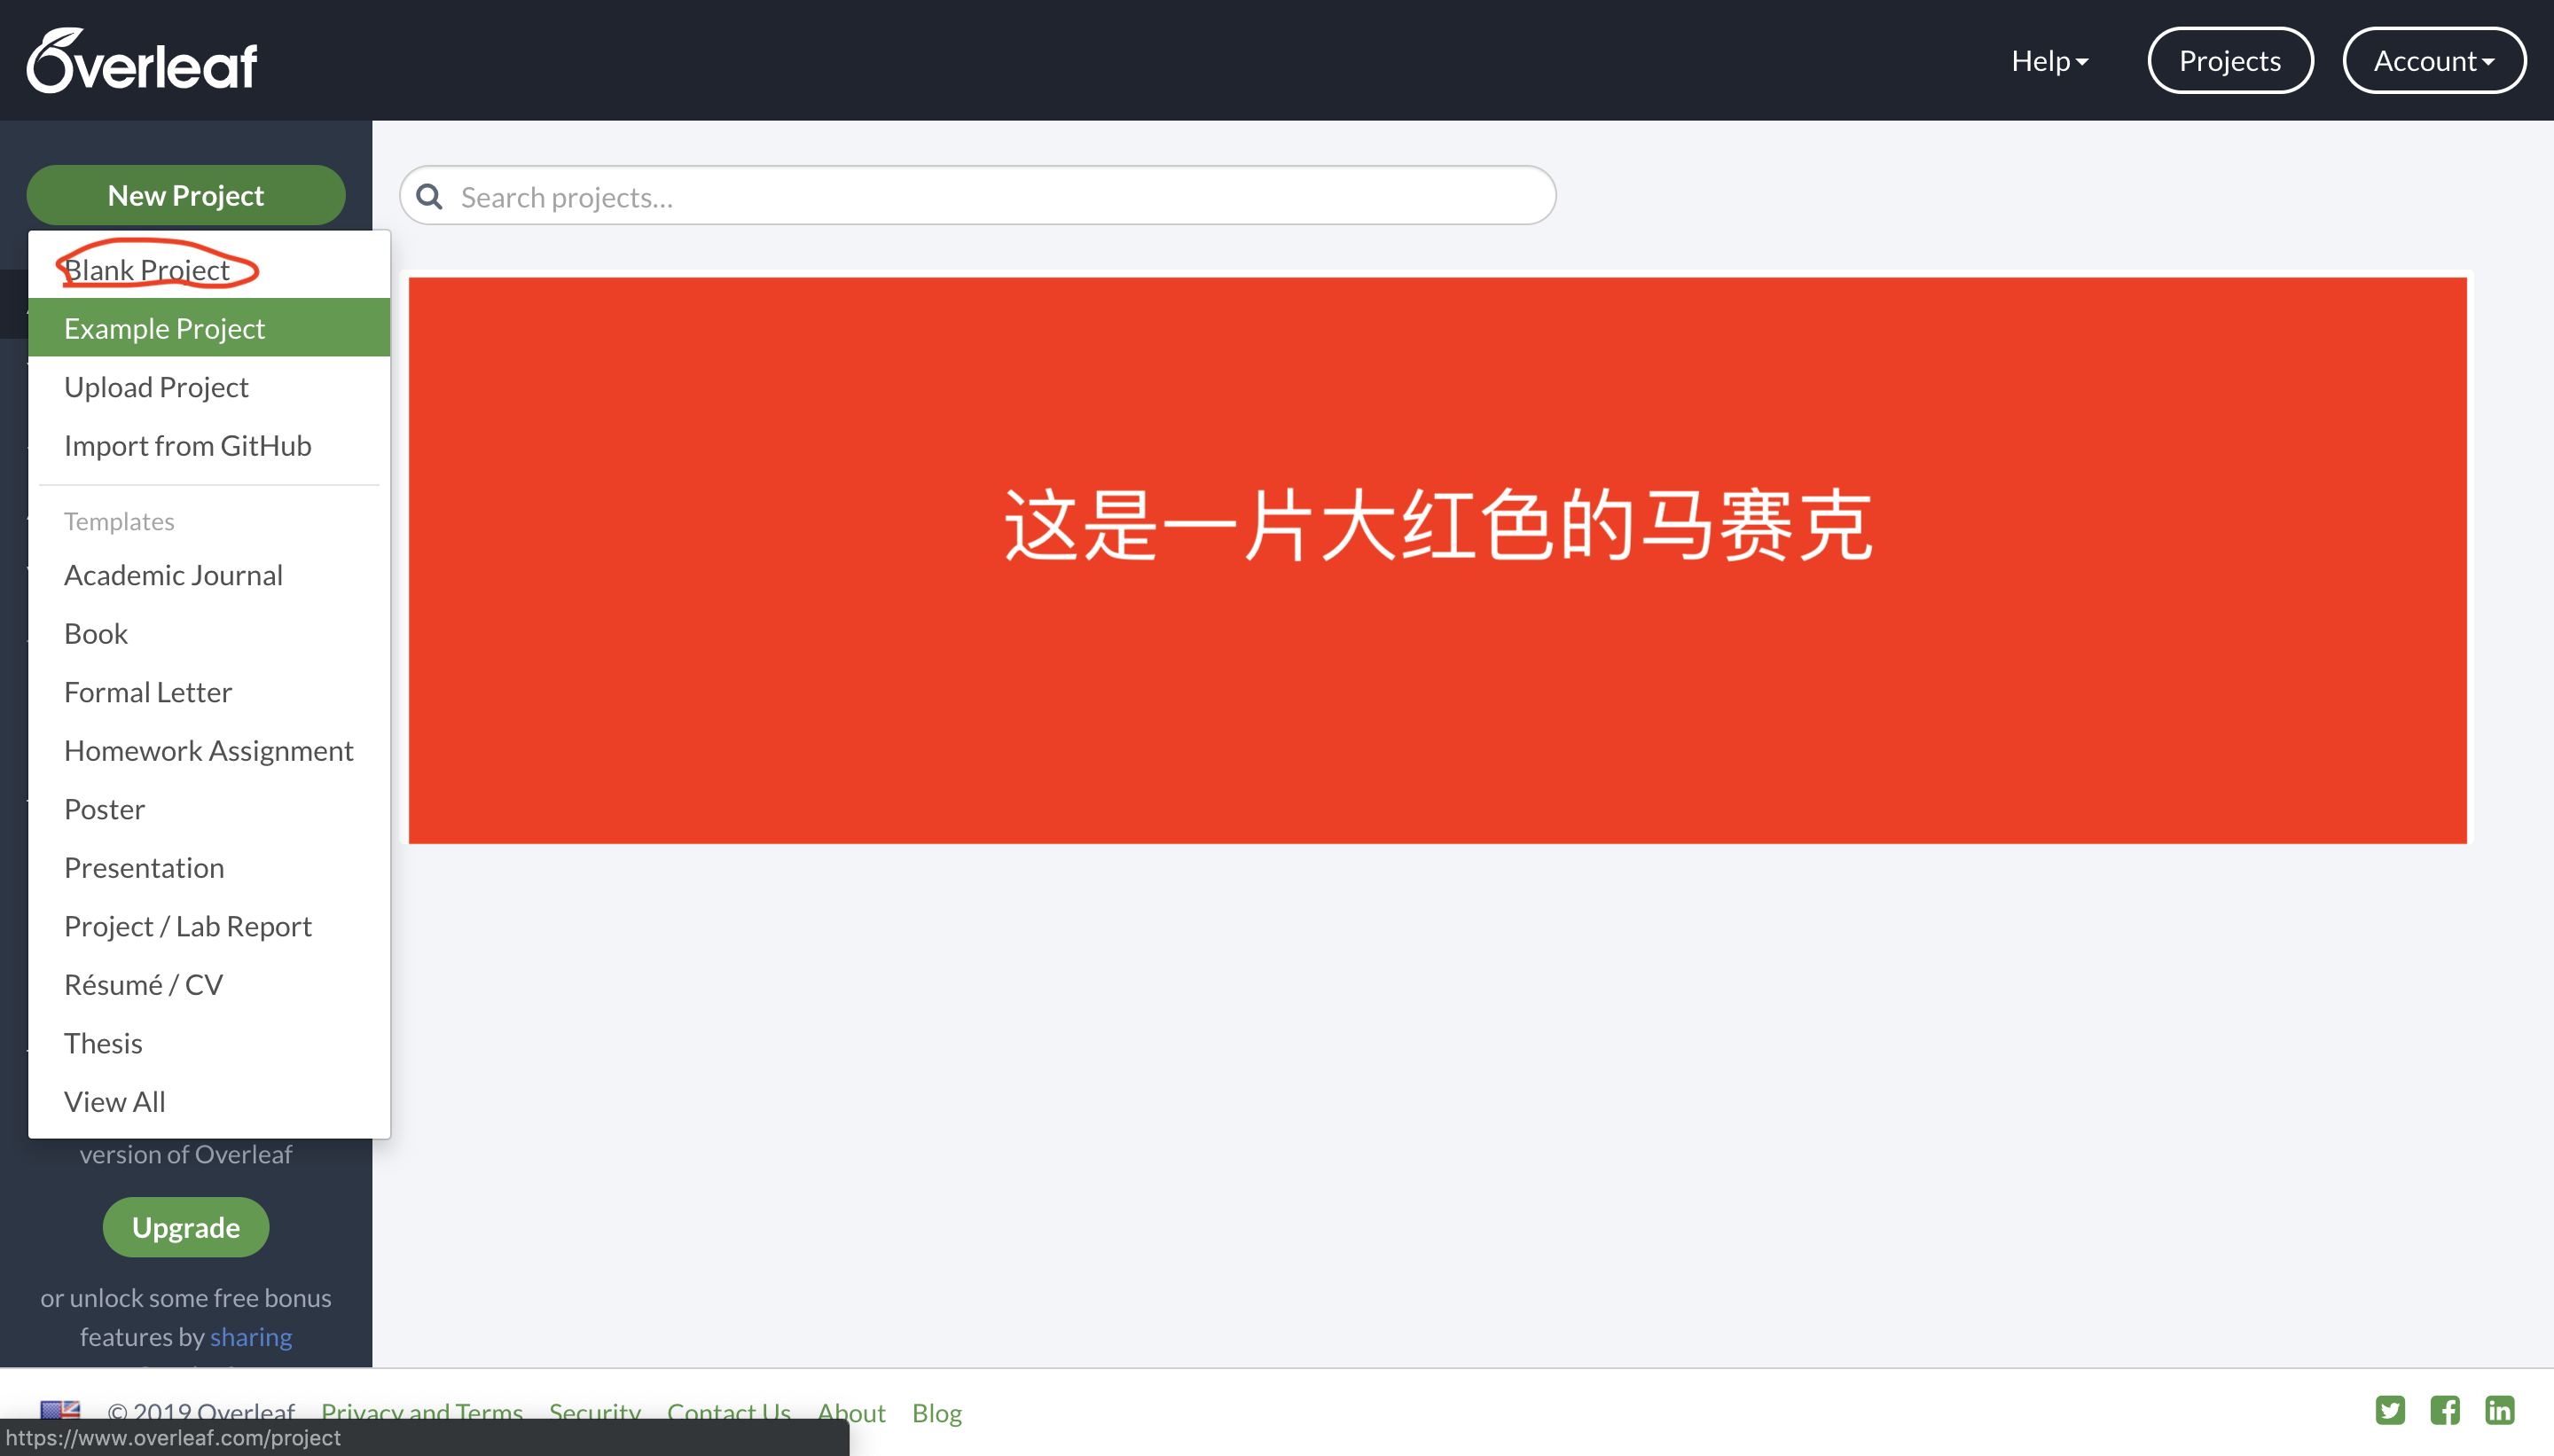 Overleaf
Help
Projects
Account
New Project
Search projects...
Blank Project
Example Project
Upload Project
Import from GitHub
Templates
Academic Journal
Book
Formal Letter
Homework Assignment
Poster
Presentation
Project / Lab Report
Résumé / CV
Thesis
View All
这是一片大红色的马赛克
version of Overleaf
Upgrade
or unlock some free bonus
features by sharing
© 2019 Overleaf Privacy and Terms Security Contact Us About Blog
https://www.overleaf.com/project